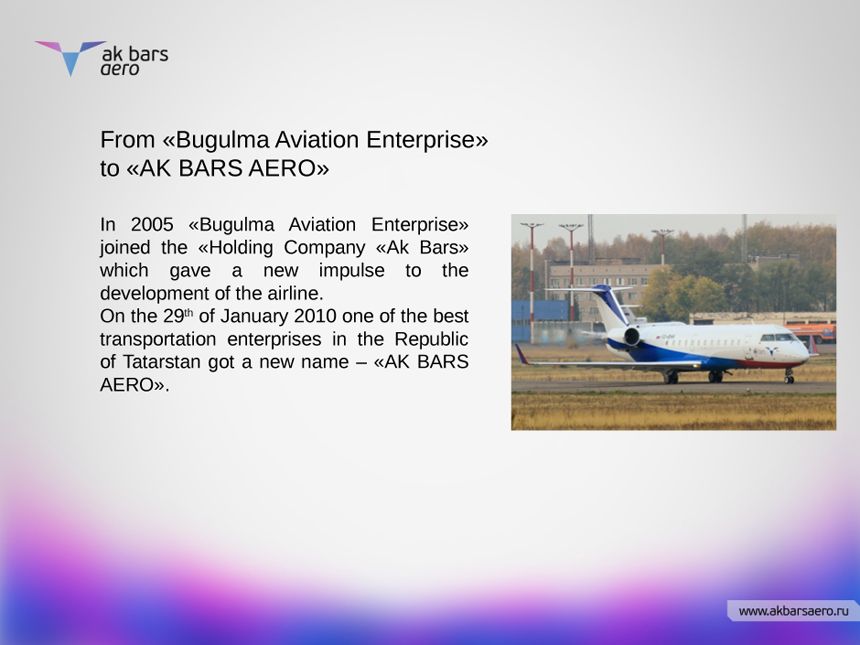 ak bars
aero
From «Bugulma Aviation Enterprise»
to «AK BARS AERO»
In 2005 «Bugulma Aviation Enterprise»
joined the «Holding Company «Ak Bars»
which gave a new impulse to the
development of the airline.
On the 29th of January 2010 one of the best
transportation enterprises in the Republic
of Tatarstan got a new name – «AK BARS
AERO».
www.akbarsaero.ru